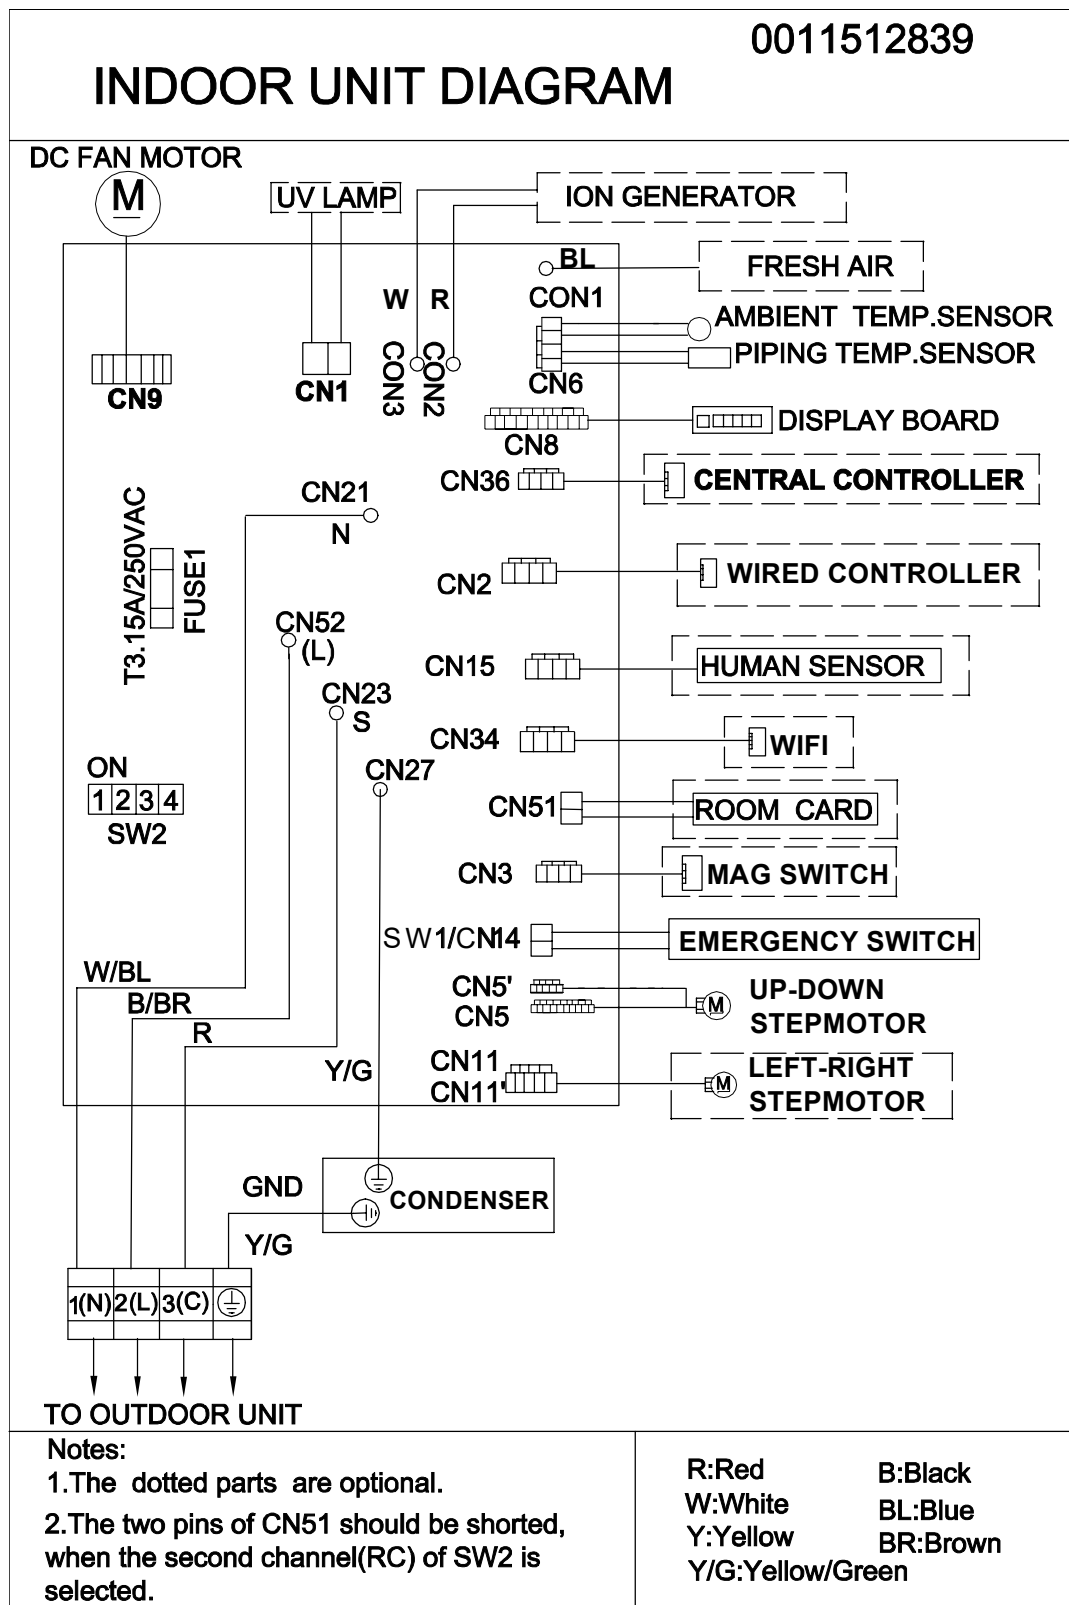 0011512839
INDOOR UNIT DIAGRAM
DC FAN MOTOR
M
UV LAMP
ION GENERATOR
BL
FRESH AIR
W
R
CON1
AMBIENT TEMP.SENSOR
PIPING TEMP.SENSOR
CON3
CON2
CN9
CN1
CN6
CN8
DISPLAY BOARD
CN36
CENTRAL CONTROLLER
CN21
N
T3.15A/250VAC
FUSE1
CN2
WIRED CONTROLLER
CN52
(L)
CN15
HUMAN SENSOR
CN23
S
CN34
WIFI
CN27
ON
1 2 3 4
SW2
CN51
ROOM CARD
CN3
MAG SWITCH
SW1/CN14
EMERGENCY SWITCH
W/BL
B/BR
R
CN5'
CN5
M
UP-DOWN
STEPMOTOR
Y/G
CN11
CN11'
M
LEFT-RIGHT
STEPMOTOR
GND
CONDENSER
Y/G
1(N) 2(L) 3(C)
TO OUTDOOR UNIT
Notes:
1.The dotted parts are optional.
2.The two pins of CN51 should be shorted,
when the second channel(RC) of SW2 is
selected.
R:Red
B:Black
W:White
BL:Blue
Y:Yellow
BR:Brown
Y/G:Yellow/Green